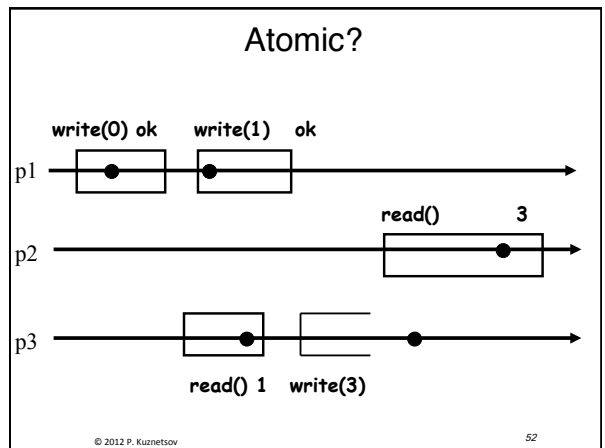 Atomic?
write(0) ok write(1) ok
p1
read() 3
p2
p3
read() 1 write(3)
© 2012 P. Kuznetsov 52